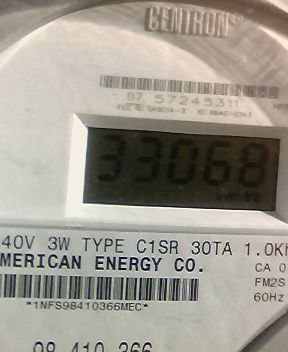 CENTRON®
07 57245311
33068
40V 3W TYPE C1SR 30TA 1.0K
MERICAN ENERGY CO.
CA 0
FM2S
60Hz
*1NFS98410366MEC*
98 410 366